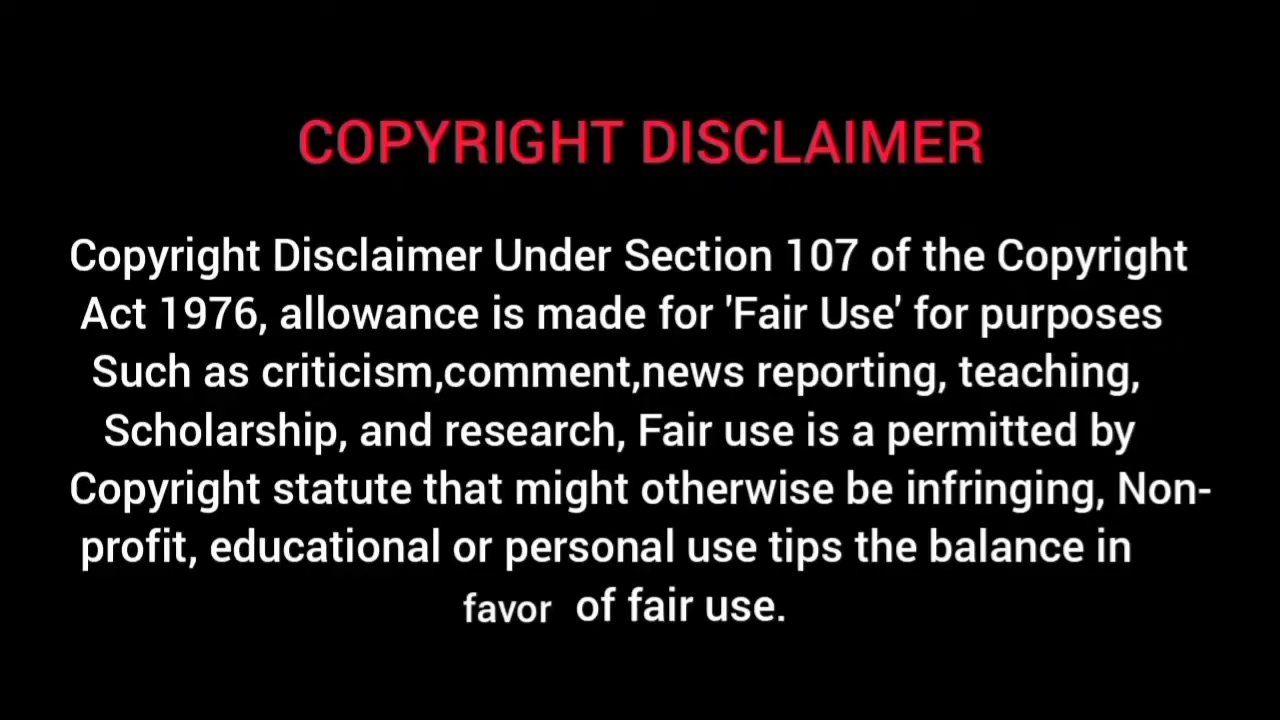 COPYRIGHT DISCLAIMER
Copyright Disclaimer Under Section 107 of the Copyright
Act 1976, allowance is made for 'Fair Use' for purposes
Such as criticism,comment,news reporting, teaching,
Scholarship, and research, Fair use is a permitted by
Copyright statute that might otherwise be infringing, Non-
profit, educational or personal use tips the balance in
favor of fair use.